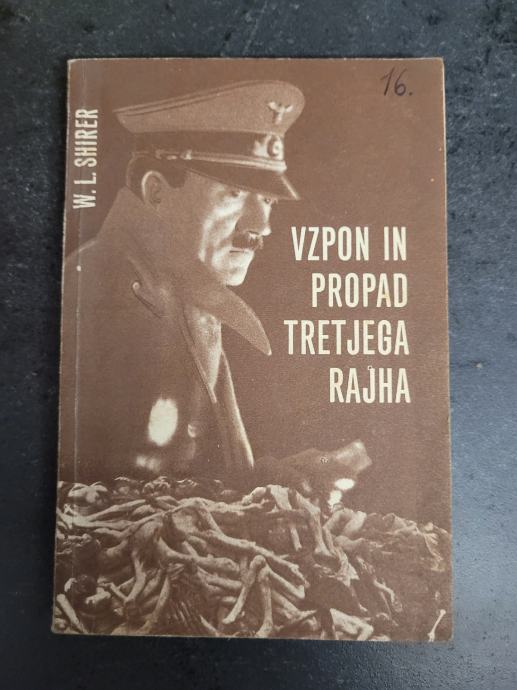 16.
W. L. SHIRER
VZPON IN
PROPAD
TRETJEGA
RAJHA